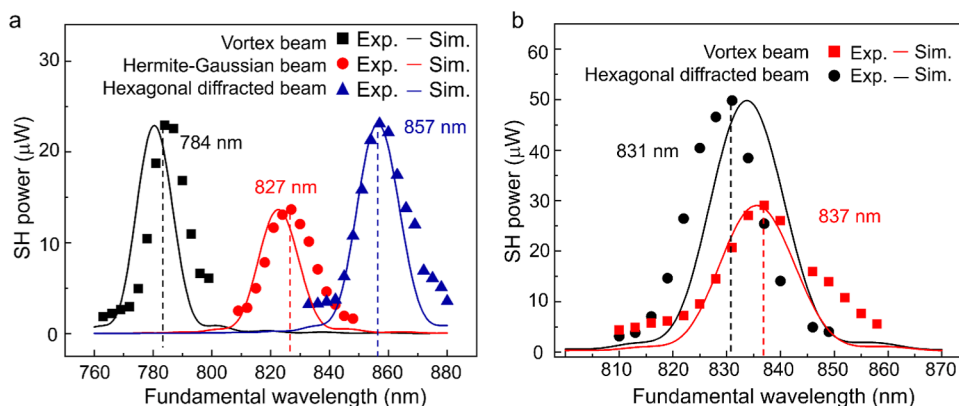 a
Vortex beam Exp. Sim.
Hermite-Gaussian beam Exp. Sim.
Hexagonal diffracted beam Exp. Sim.
784 nm
827 nm
857 nm
SH power (µW)
30
20
10
0
760 780 800 820 840 860 880
Fundamental wavelength (nm)
b
Vortex beam Exp. Sim.
Hexagonal diffracted beam Exp. Sim.
831 nm
837 nm
SH power (µW)
60
50
40
30
20
10
0
810 820 830 840 850 860 870
Fundamental wavelength (nm)